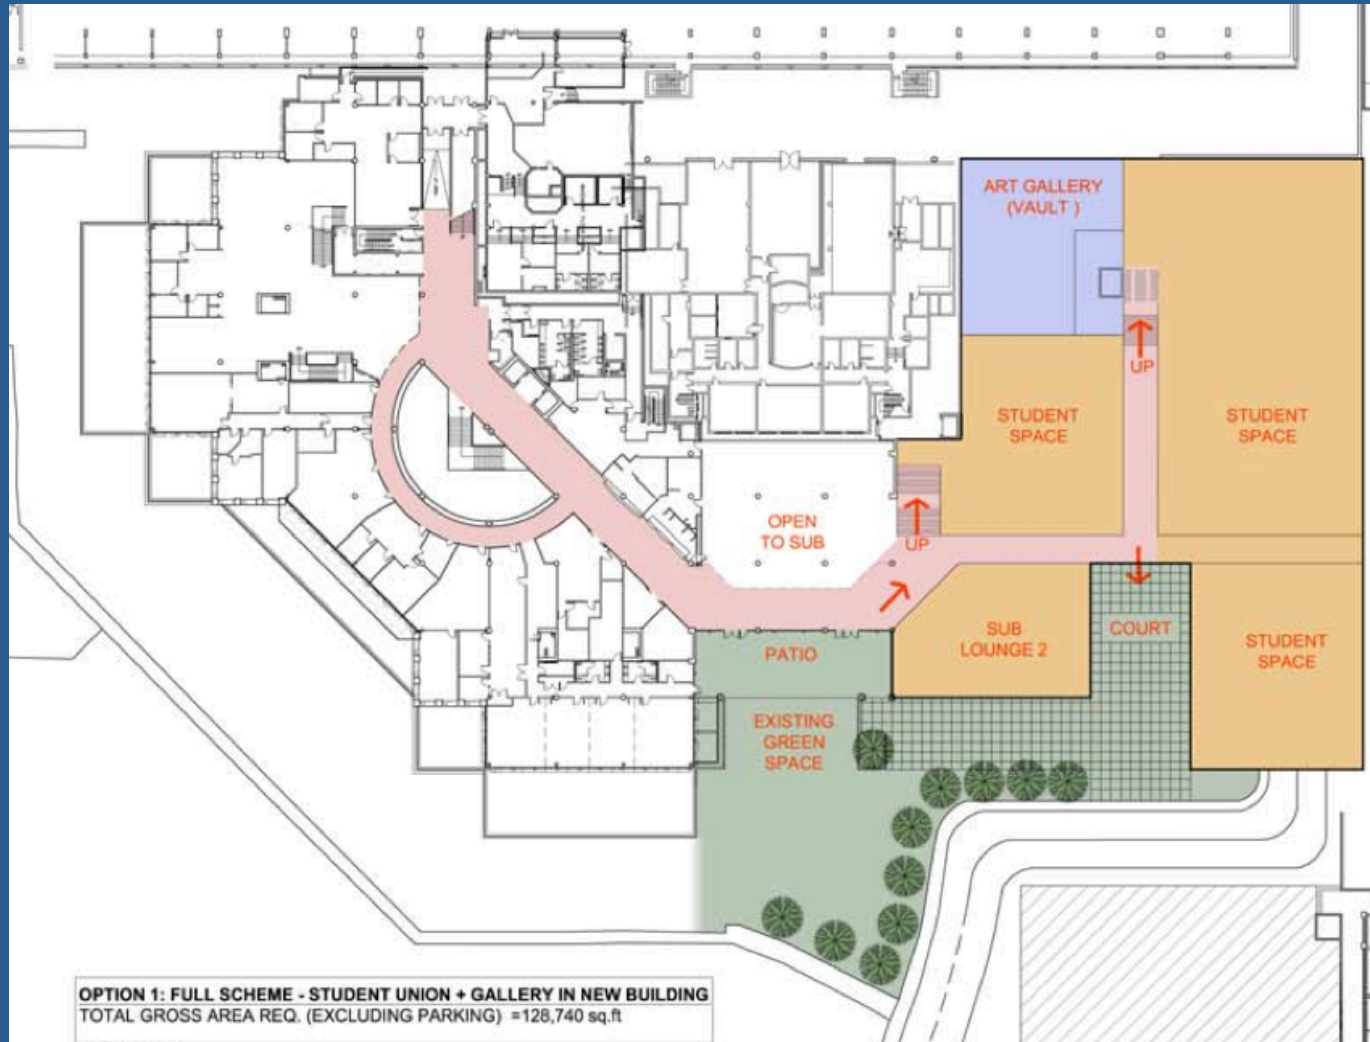 ART GALLERY
(VAULT )
UP
STUDENT
SPACE
STUDENT
SPACE
OPEN
TO SUB
UP
SUB
LOUNGE 2
COURT
STUDENT
SPACE
PATIO
EXISTING
GREEN
SPACE
OPTION 1: FULL SCHEME - STUDENT UNION + GALLERY IN NEW BUILDING
TOTAL GROSS AREA REQ. (EXCLUDING PARKING) =128,740 sq.ft